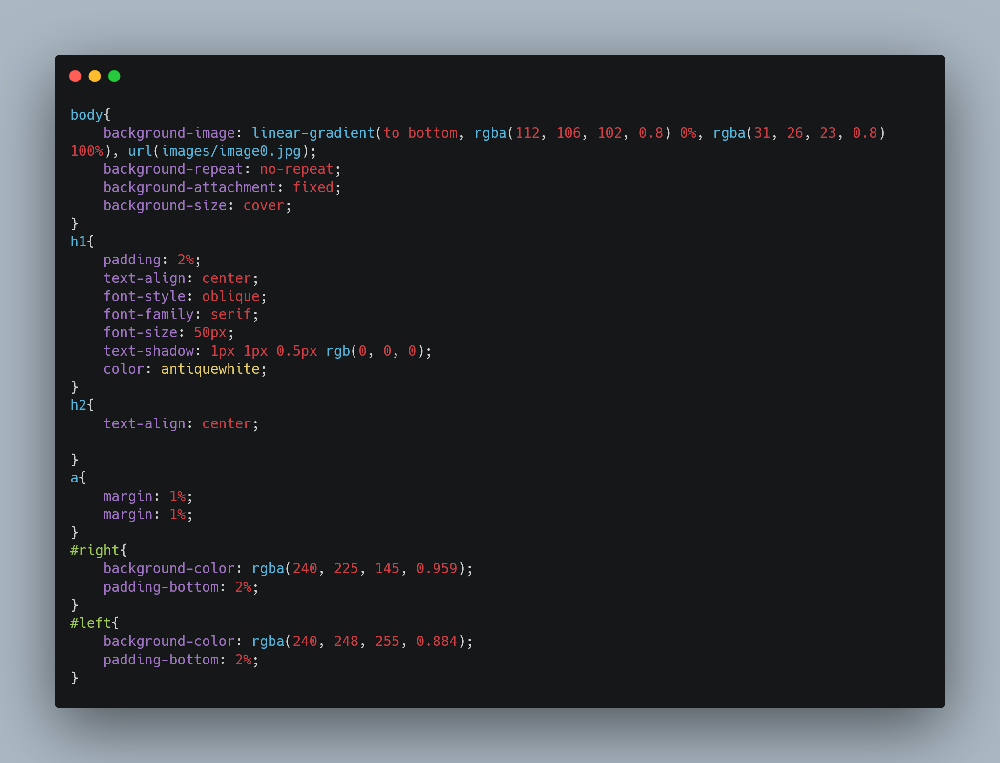 body{
    background-image: linear-gradient(to bottom, rgba(112, 106, 102, 0.8) 0%, rgba(31, 26, 23, 0.8)
100%), url(images/image0.jpg);
    background-repeat: no-repeat;
    background-attachment: fixed;
    background-size: cover;
}
h1{
    padding: 2%;
    text-align: center;
    font-style: oblique;
    font-family: serif;
    font-size: 50px;
    text-shadow: 1px 1px 0.5px rgb(0, 0, 0);
    color: antiquewhite;
}
h2{
    text-align: center;

}
a{
    margin: 1%;
    margin: 1%;
}
#right{
    background-color: rgba(240, 225, 145, 0.959);
    padding-bottom: 2%;
}
#left{
    background-color: rgba(240, 248, 255, 0.884);
    padding-bottom: 2%;
}